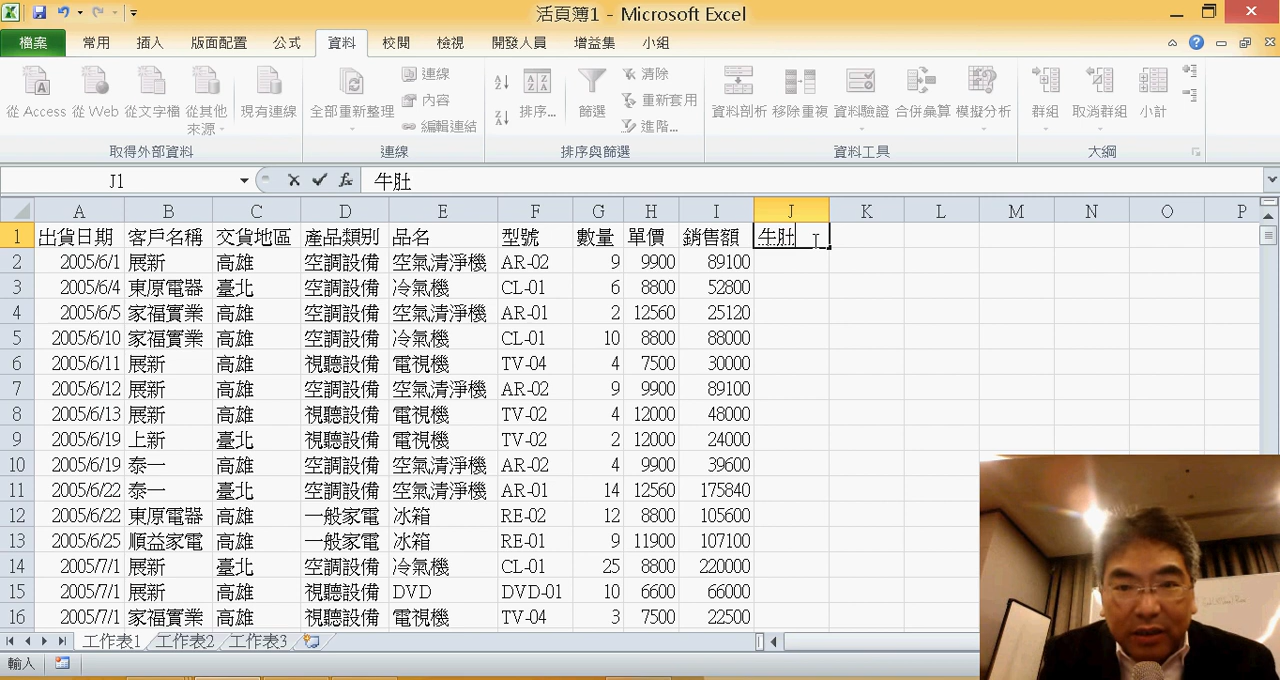 活頁簿1 - Microsoft Excel
檔案 常用 插入 版面配置 公式 資料 校閱 檢視 開發人員 增益集 小組
從 Access 從 Web 從文字檔 從其他來源 現有連線 全部重新整理 連線 內容 編輯連結 排序... 篩選 清除 重新套用 進階... 資料剖析 移除重複 資料驗證 合併彙算 模擬分析 群組 取消群組 小計
取得外部資料 連線 排序與篩選 資料工具 大綱
J1 fx 牛肚
A B C D E F G H I J K L M N O P
1 出貨日期 客戶名稱 交貨地區 產品類別 品名 型號 數量 單價 銷售額 牛肚
2 2005/6/1 展新 高雄 空調設備 空氣清淨機 AR-02 9 9900 89100
3 2005/6/4 東原電器 臺北 空調設備 冷氣機 CL-01 6 8800 52800
4 2005/6/5 家福實業 高雄 空調設備 空氣清淨機 AR-01 2 12560 25120
5 2005/6/10 家福實業 高雄 空調設備 冷氣機 CL-01 10 8800 88000
6 2005/6/11 展新 高雄 視聽設備 電視機 TV-04 4 7500 30000
7 2005/6/12 展新 高雄 空調設備 空氣清淨機 AR-02 9 9900 89100
8 2005/6/13 展新 高雄 視聽設備 電視機 TV-02 4 12000 48000
9 2005/6/19 上新 臺北 視聽設備 電視機 TV-02 2 12000 24000
10 2005/6/19 泰一 高雄 空調設備 空氣清淨機 AR-02 4 9900 39600
11 2005/6/22 泰一 臺北 空調設備 空氣清淨機 AR-01 14 12560 175840
12 2005/6/22 東原電器 高雄 一般家電 冰箱 RE-02 12 8800 105600
13 2005/6/25 順益家電 高雄 一般家電 冰箱 RE-01 9 11900 107100
14 2005/7/1 展新 臺北 空調設備 冷氣機 CL-01 25 8800 220000
15 2005/7/1 展新 高雄 視聽設備 DVD DVD-01 10 6600 66000
16 2005/7/1 家福實業 高雄 視聽設備 電視機 TV-04 3 7500 22500
工作表1 工作表2 工作表3
輸入